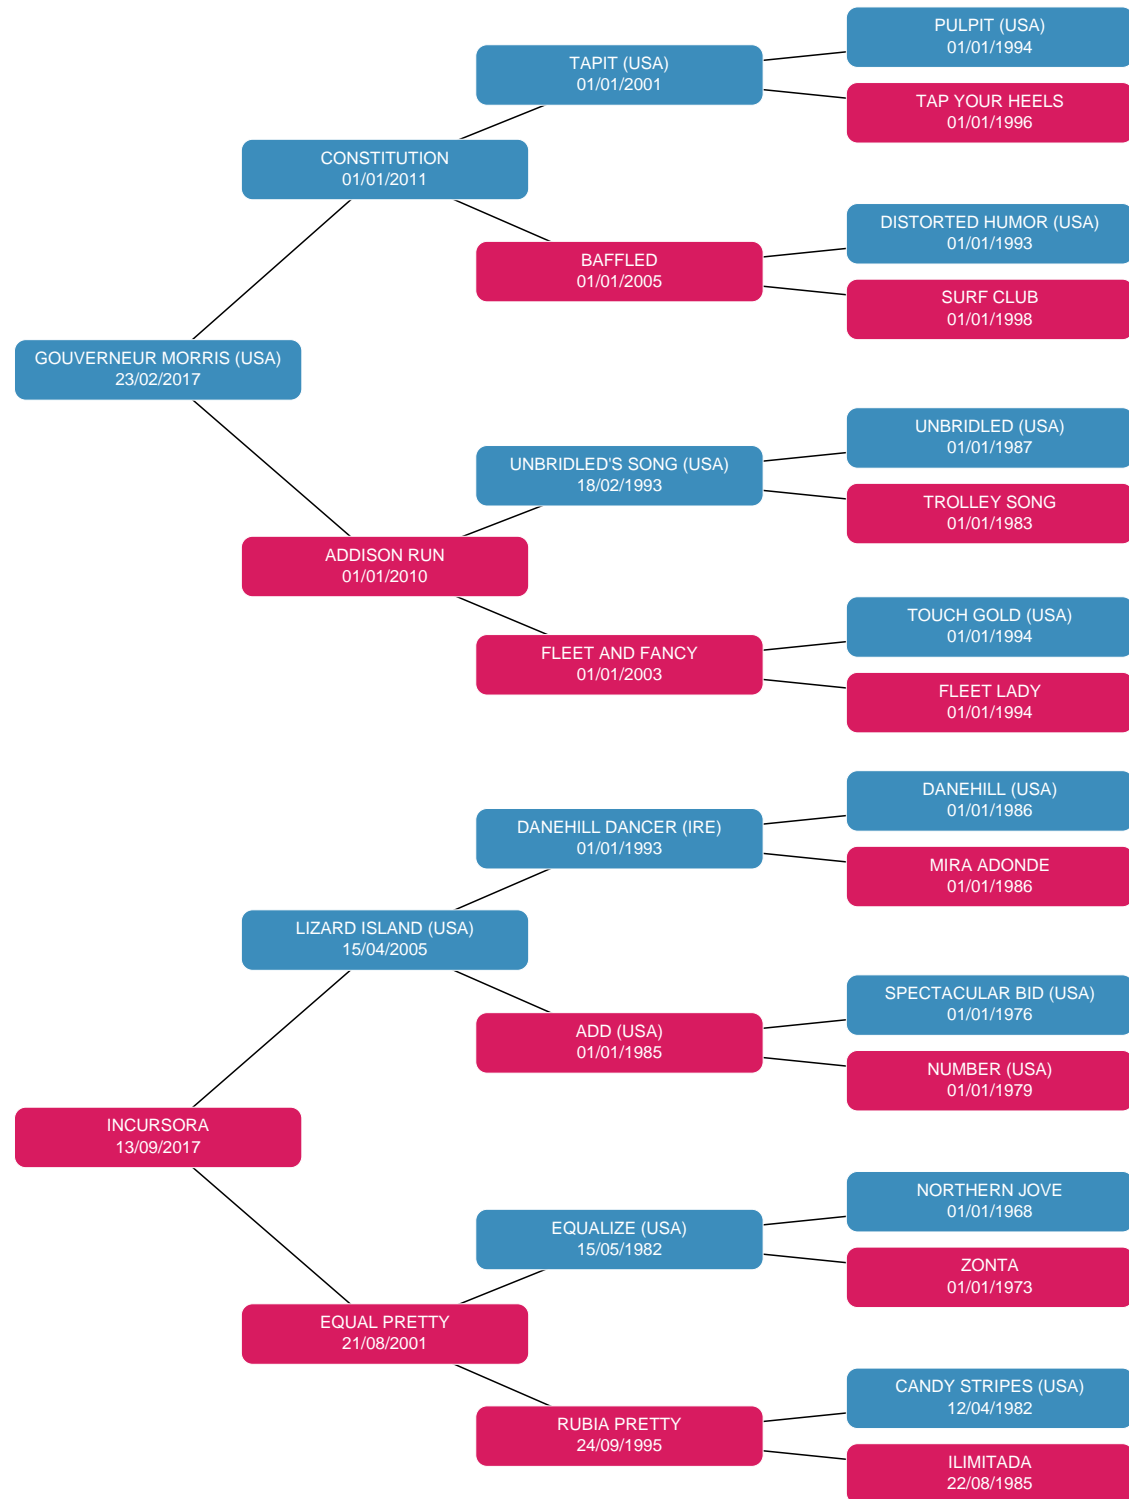 PULPIT (USA)
01/01/1994
TAPIT (USA)
01/01/2001
TAP YOUR HEELS
01/01/1996
CONSTITUTION
01/01/2011
DISTORTED HUMOR (USA)
01/01/1993
BAFFLED
01/01/2005
SURF CLUB
01/01/1998
GOUVERNEUR MORRIS (USA)
23/02/2017
UNBRIDLED (USA)
01/01/1987
UNBRIDLED'S SONG (USA)
18/02/1993
TROLLEY SONG
01/01/1983
ADDISON RUN
01/01/2010
TOUCH GOLD (USA)
01/01/1994
FLEET AND FANCY
01/01/2003
FLEET LADY
01/01/1994
DANEHILL (USA)
01/01/1986
DANEHILL DANCER (IRE)
01/01/1993
MIRA ADONDE
01/01/1986
LIZARD ISLAND (USA)
15/04/2005
SPECTACULAR BID (USA)
01/01/1976
ADD (USA)
01/01/1985
NUMBER (USA)
01/01/1979
INCURSORA
13/09/2017
NORTHERN JOVE
01/01/1968
EQUALIZE (USA)
15/05/1982
ZONTA
01/01/1973
EQUAL PRETTY
21/08/2001
CANDY STRIPES (USA)
12/04/1982
RUBIA PRETTY
24/09/1995
ILIMITADA
22/08/1985